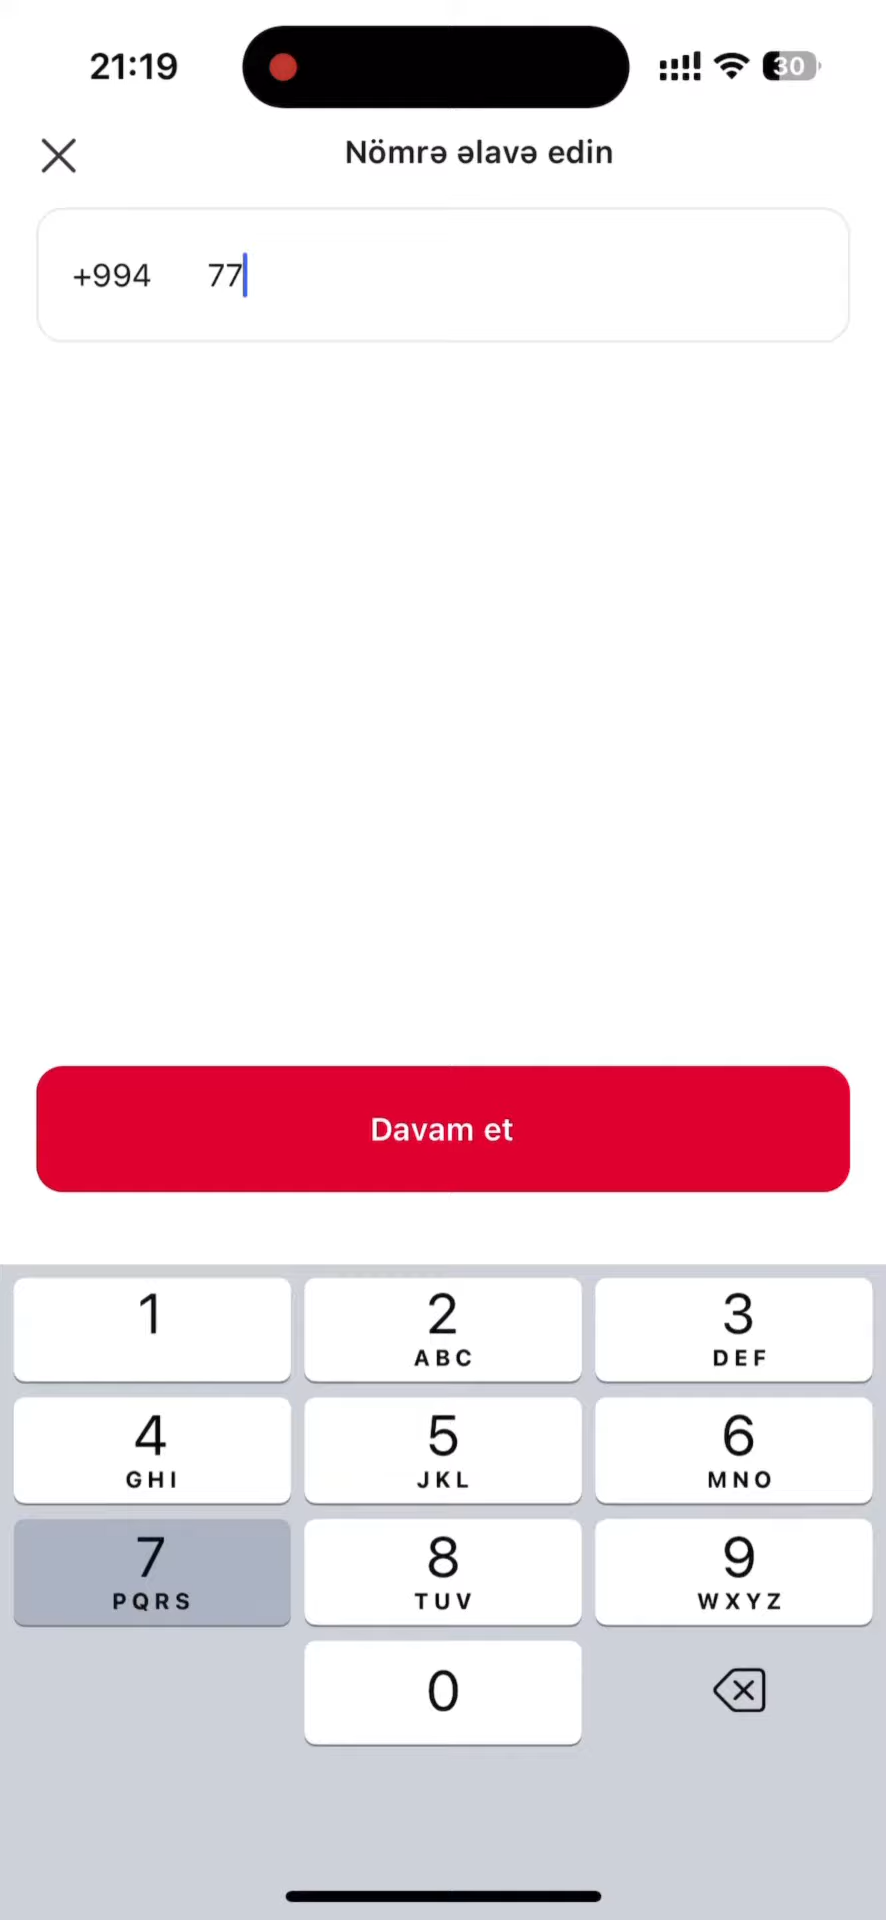 21:19
30
Nömrə əlavə edin
+994 77
Davam et
1
2
ABC
3
DEF
4
GHI
5
JKL
6
MNO
7
PQRS
8
TUV
9
WXYZ
0